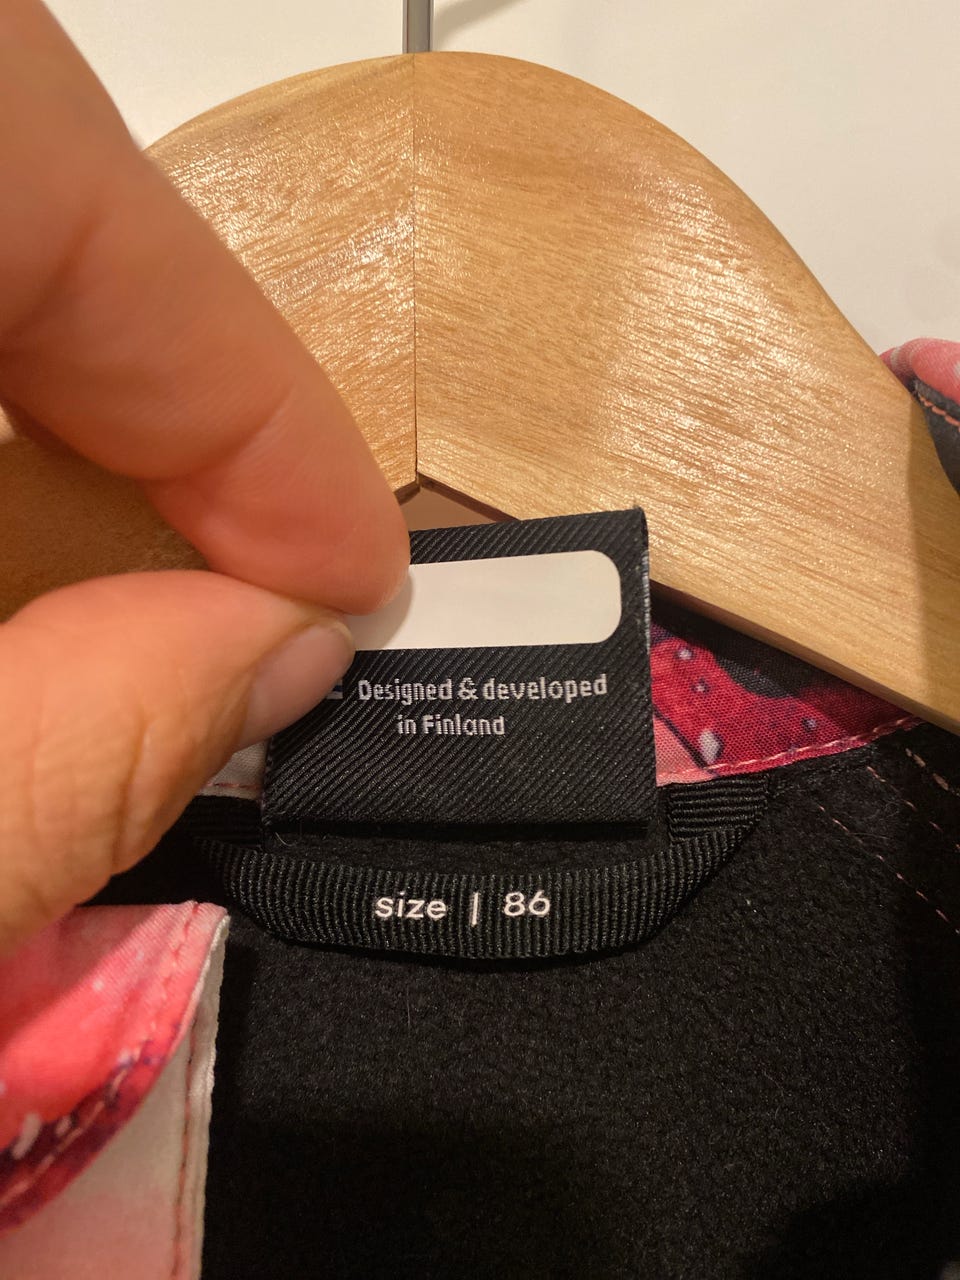 Designed & developed
in Finland
size | 86